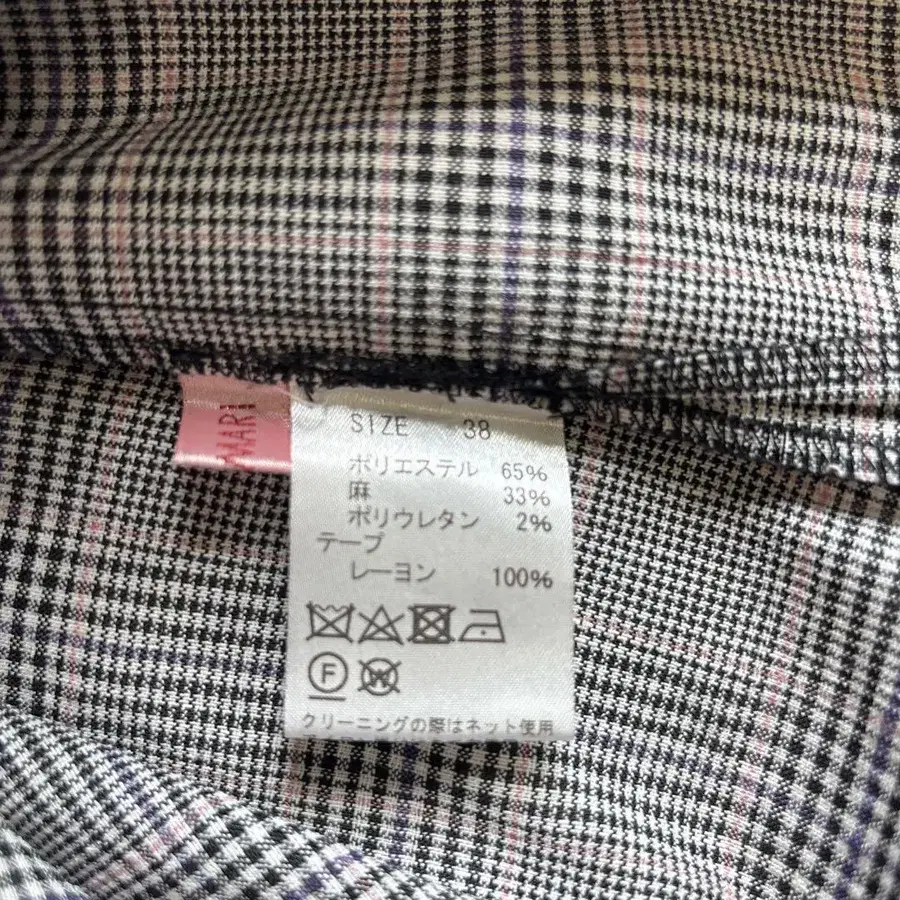 MARI
SIZE 38
ポリエステル 65%
麻 33%
ポリウレタン 2%
テープ
レーヨン 100%
F
W
クリーニングの際はネット使用